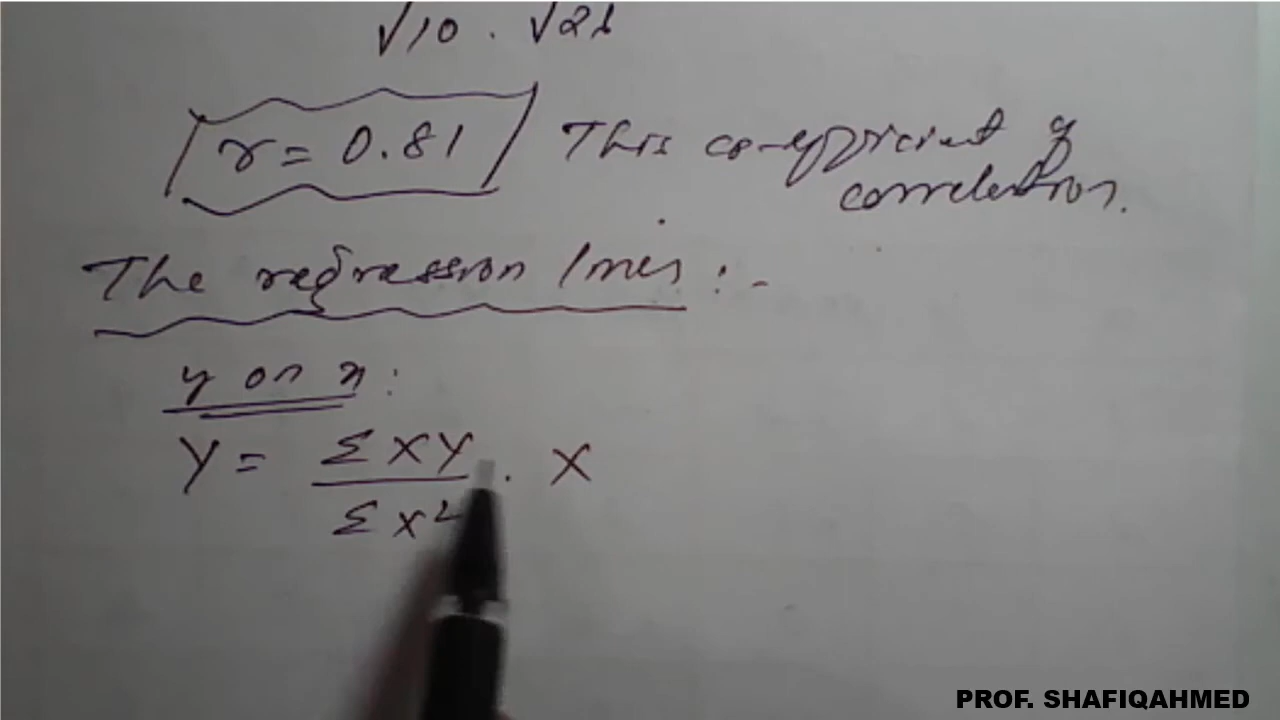 √10 . √21
r = 0.81 This co-efficient of
correlation.
The regression lines :-
y on x :
Y = ΣXY / ΣX² . X
PROF. SHAFIQAHMED